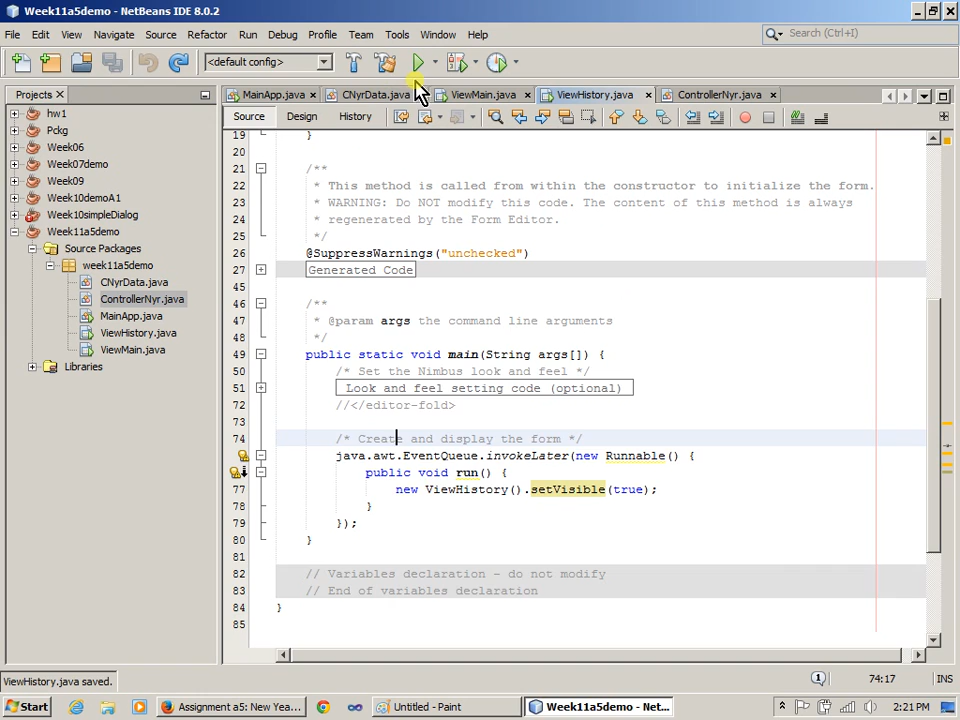 Week11a5demo - NetBeans IDE 8.0.2
File Edit View Navigate Source Refactor Run Debug Profile Team Tools Window Help
Search (Ctrl+I)
<default config>
Projects
MainApp.java CNyrData.java ViewMain.java ViewHistory.java ControllerNyr.java
Source Design History
hw1
Pckg
Week06
Week07demo
Week09
Week10demoA1
Week10simpleDialog
Week11a5demo
Source Packages
week11a5demo
CNyrData.java
ControllerNyr.java
MainApp.java
ViewHistory.java
ViewMain.java
Libraries
19 }
20
21 /**
22 * This method is called from within the constructor to initialize the form.
23 * WARNING: Do NOT modify this code. The content of this method is always
24 * regenerated by the Form Editor.
25 */
26 @SuppressWarnings("unchecked")
27 Generated Code
45
46 /**
47 * @param args the command line arguments
48 */
49 public static void main(String args[]) {
50 /* Set the Nimbus look and feel */
51 Look and feel setting code (optional)
72 //</editor-fold>
73
74 /* Create and display the form */
java.awt.EventQueue.invokeLater(new Runnable() {
public void run() {
77 new ViewHistory().setVisible(true);
78 }
79 });
80 }
81
82 // Variables declaration - do not modify
83 // End of variables declaration
84 }
85
ViewHistory.java saved.
1
74:17
INS
Start
Assignment a5: New Yea...
Untitled - Paint
Week11a5demo - Net...
2:21 PM